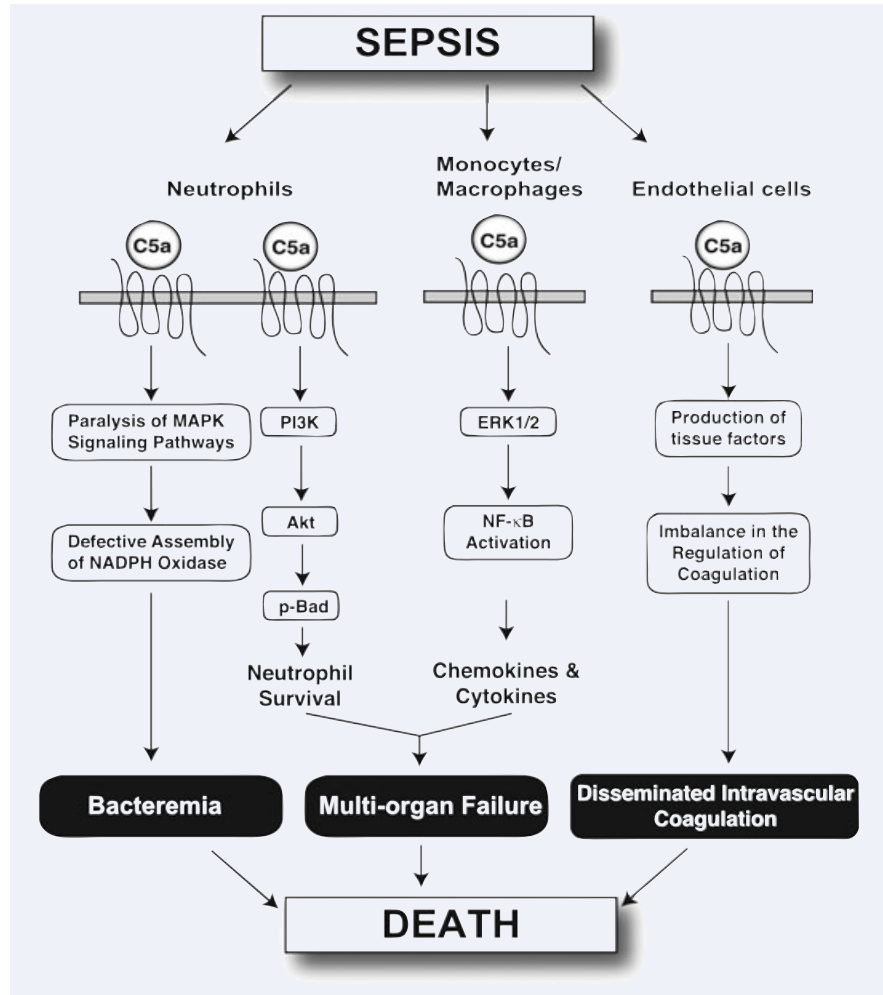 SEPSIS
Neutrophils
Monocytes/
Macrophages
Endothelial cells
C5a
C5a
C5a
C5a
Paralysis of MAPK
Signaling Pathways
PI3K
ERK1/2
Production of
tissue factors
Defective Assembly
of NADPH Oxidase
Akt
NF-κB
Activation
Imbalance in the
Regulation of
Coagulation
p-Bad
Neutrophil
Survival
Chemokines &
Cytokines
Bacteremia
Multi-organ Failure
Disseminated Intravascular
Coagulation
DEATH